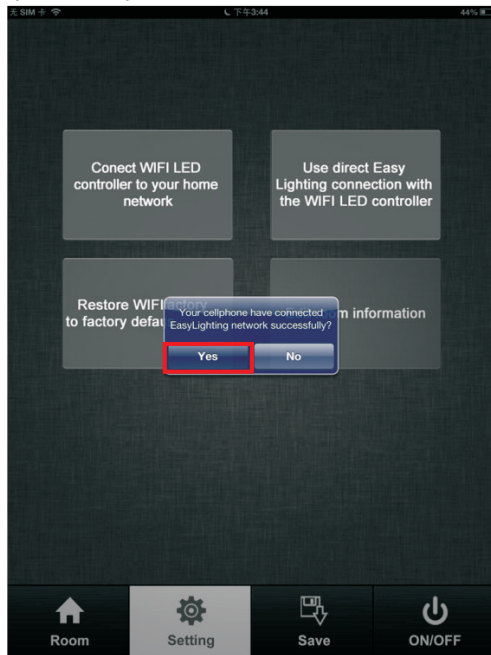 无 SIM 卡
下午3:44
44%
Conect WIFI LED
controller to your home
network
Use direct Easy
Lighting connection with
the WIFI LED controller
Restore WIFI factory
to factory defau
m information
Your cellphone have connected
EasyLighting network successfully?
Yes
No
Room
Setting
Save
ON/OFF